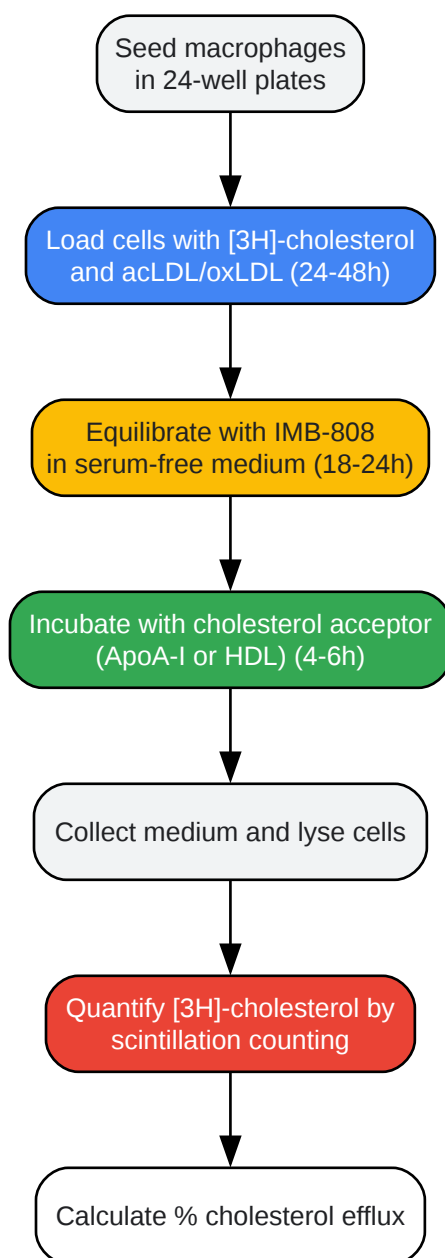 Seed macrophages
in 24-well plates
Load cells with [3H]-cholesterol
and acLDL/oxLDL (24-48h)
Equilibrate with IMB-808
in serum-free medium (18-24h)
Incubate with cholesterol acceptor
(ApoA-I or HDL) (4-6h)
Collect medium and lyse cells
Quantify [3H]-cholesterol by
scintillation counting
Calculate % cholesterol efflux